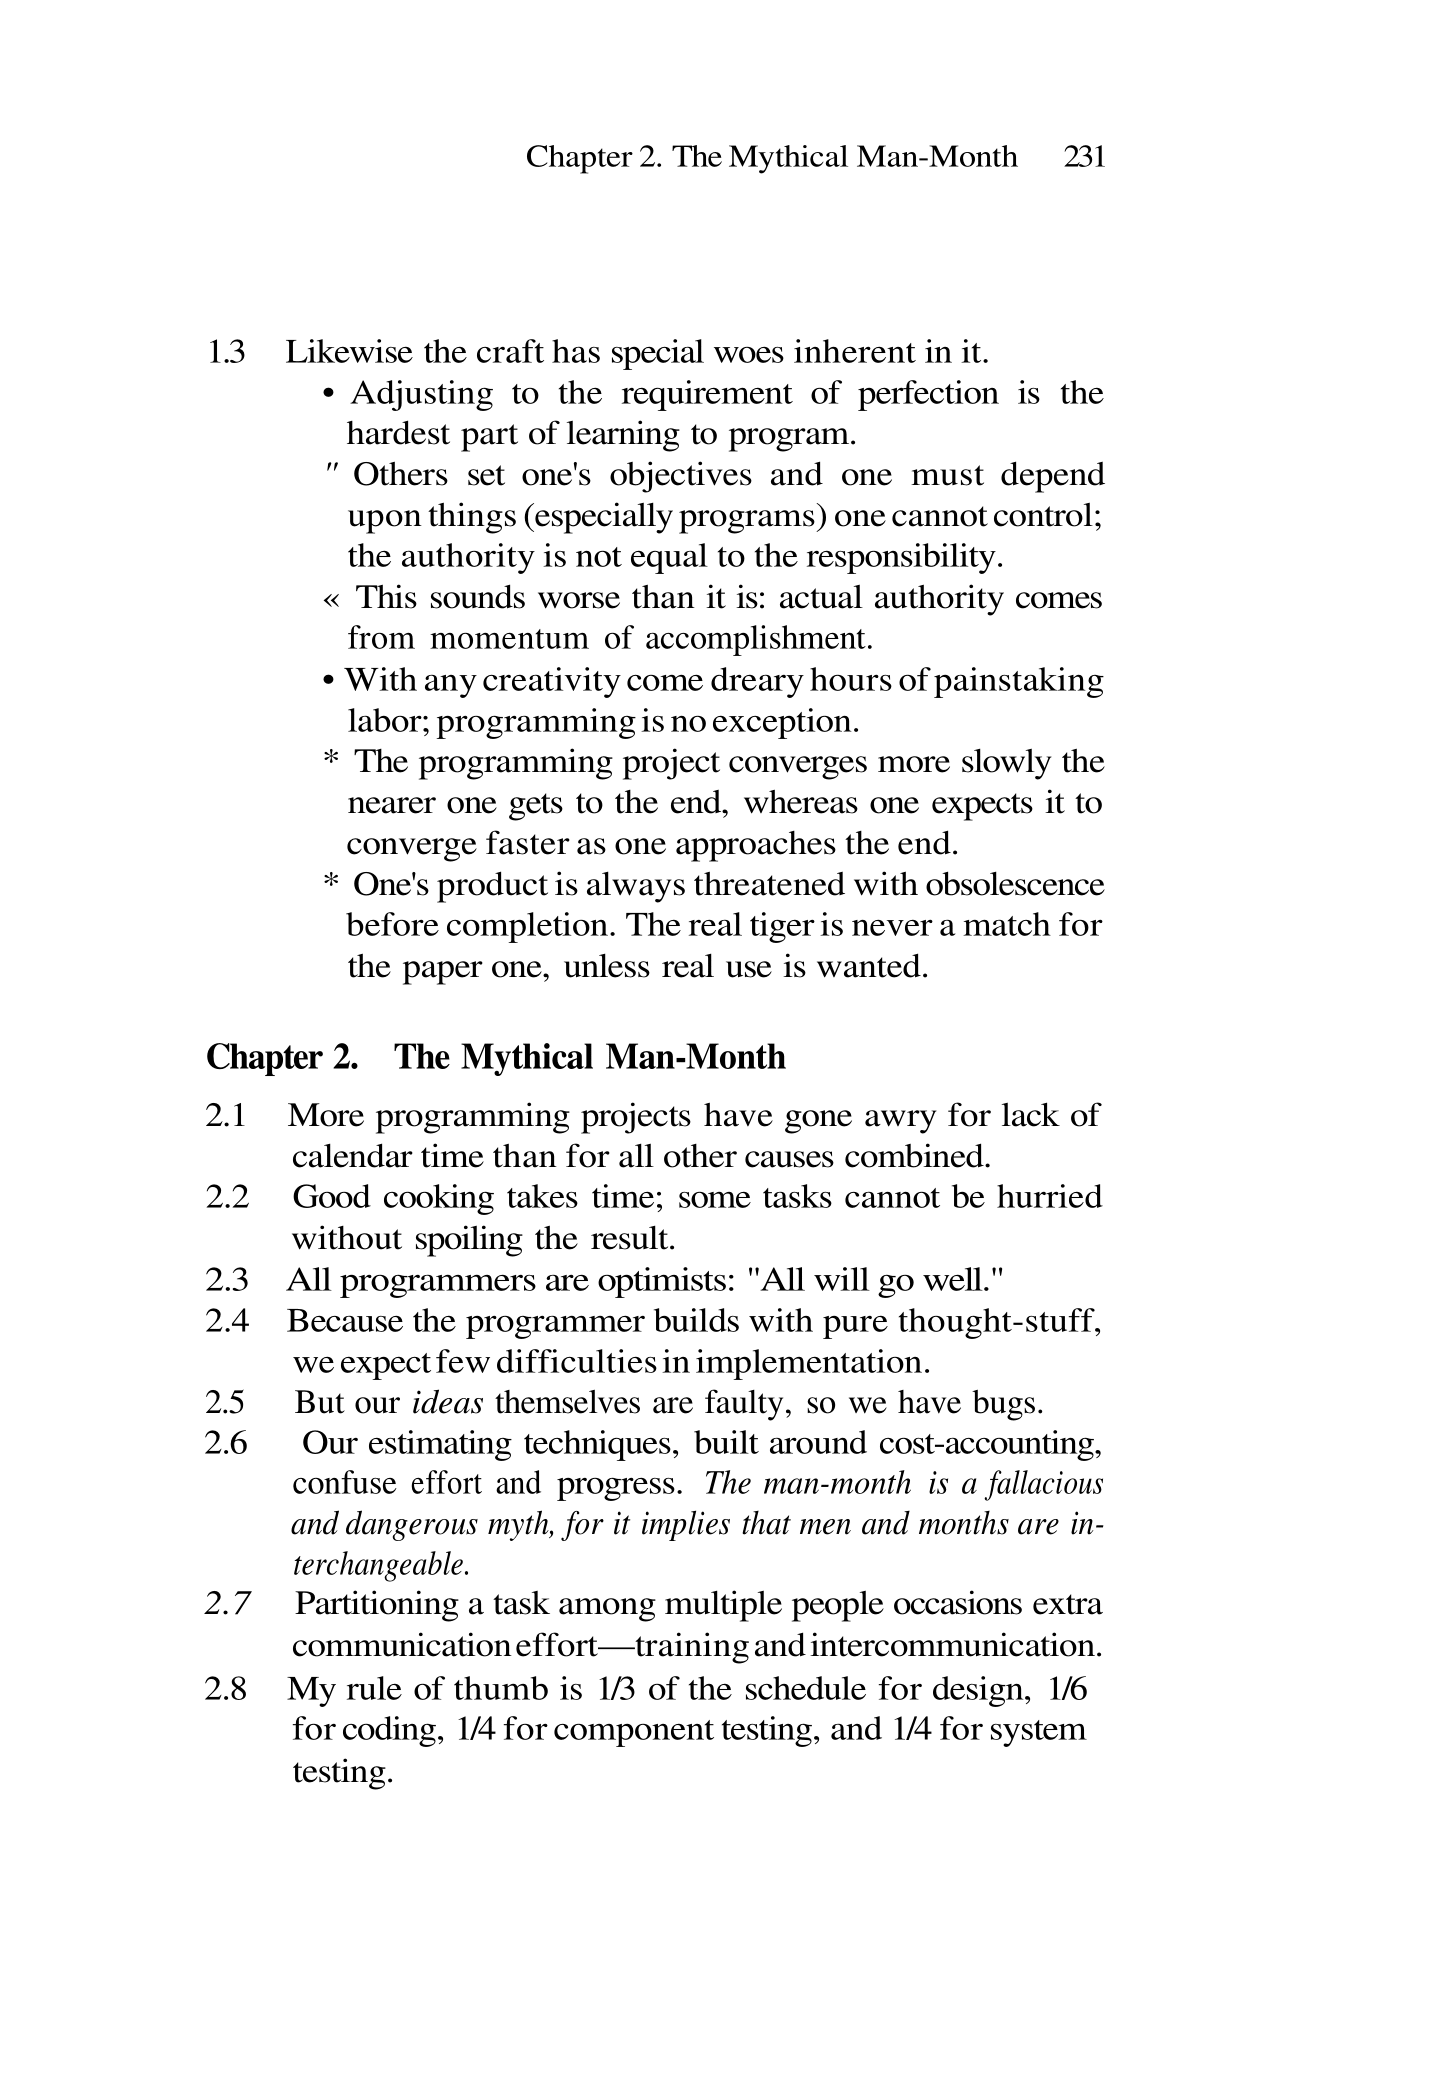 Chapter 2. The Mythical Man-Month 231
1.3 Likewise the craft has special woes inherent in it.
• Adjusting to the requirement of perfection is the
hardest part of learning to program.
" Others set one's objectives and one must depend
upon things (especially programs) one cannot control;
the authority is not equal to the responsibility.
« This sounds worse than it is: actual authority comes
from momentum of accomplishment.
• With any creativity come dreary hours of painstaking
labor; programming is no exception.
* The programming project converges more slowly the
nearer one gets to the end, whereas one expects it to
converge faster as one approaches the end.
* One's product is always threatened with obsolescence
before completion. The real tiger is never a match for
the paper one, unless real use is wanted.
Chapter 2. The Mythical Man-Month
2.1 More programming projects have gone awry for lack of
calendar time than for all other causes combined.
2.2 Good cooking takes time; some tasks cannot be hurried
without spoiling the result.
2.3 All programmers are optimists: "All will go well."
2.4 Because the programmer builds with pure thought-stuff,
we expect few difficulties in implementation.
2.5 But our ideas themselves are faulty, so we have bugs.
2.6 Our estimating techniques, built around cost-accounting,
confuse effort and progress. The man-month is a fallacious
and dangerous myth, for it implies that men and months are in-
terchangeable.
2.7 Partitioning a task among multiple people occasions extra
communication effort—training and intercommunication.
2.8 My rule of thumb is 1/3 of the schedule for design, 1/6
for coding, 1/4 for component testing, and 1/4 for system
testing.